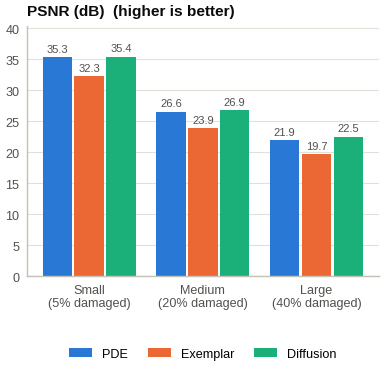 PSNR (dB)  (higher is better)
40
35
30
25
20
15
10
5
0
35.3
32.3
35.4
26.6
23.9
26.9
21.9
19.7
22.5
Small
(5% damaged)
Medium
(20% damaged)
Large
(40% damaged)
PDE
Exemplar
Diffusion